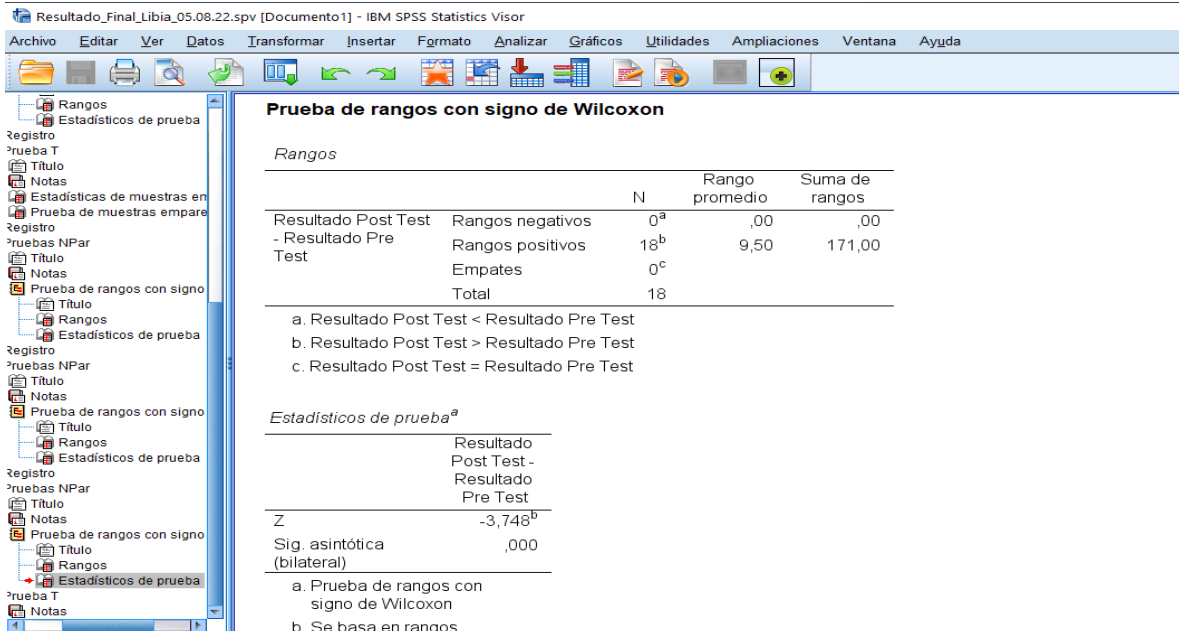 Resultado_Final_Libia_05.08.22.spv [Documento1] - IBM SPSS Statistics Visor
Archivo Editar Ver Datos Transformar Insertar Formato Analizar Gráficos Utilidades Ampliaciones Ventana Ayuda
Rangos
Estadísticos de prueba
Registro
Prueba T
Título
Notas
Estadísticas de muestras em
Prueba de muestras empare
Registro
Pruebas NPar
Título
Notas
Prueba de rangos con signo
Título
Rangos
Estadísticos de prueba
Registro
Pruebas NPar
Título
Notas
Prueba de rangos con signo
Título
Rangos
Estadísticos de prueba
Registro
Pruebas NPar
Título
Notas
Prueba de rangos con signo
Título
Rangos
Estadísticos de prueba
Prueba T
Notas
Prueba de rangos con signo de Wilcoxon
Rangos
N Rango promedio Suma de rangos
Resultado Post Test - Resultado Pre Test Rangos negativos 0a ,00 ,00
Rangos positivos 18b 9,50 171,00
Empates 0c
Total 18
a. Resultado Post Test < Resultado Pre Test
b. Resultado Post Test > Resultado Pre Test
c. Resultado Post Test = Resultado Pre Test
Estadísticos de pruebaa
Resultado
Post Test -
Resultado
Pre Test
Z -3,748b
Sig. asintótica (bilateral) ,000
a. Prueba de rangos con
signo de Wilcoxon
b. Se basa en rangos